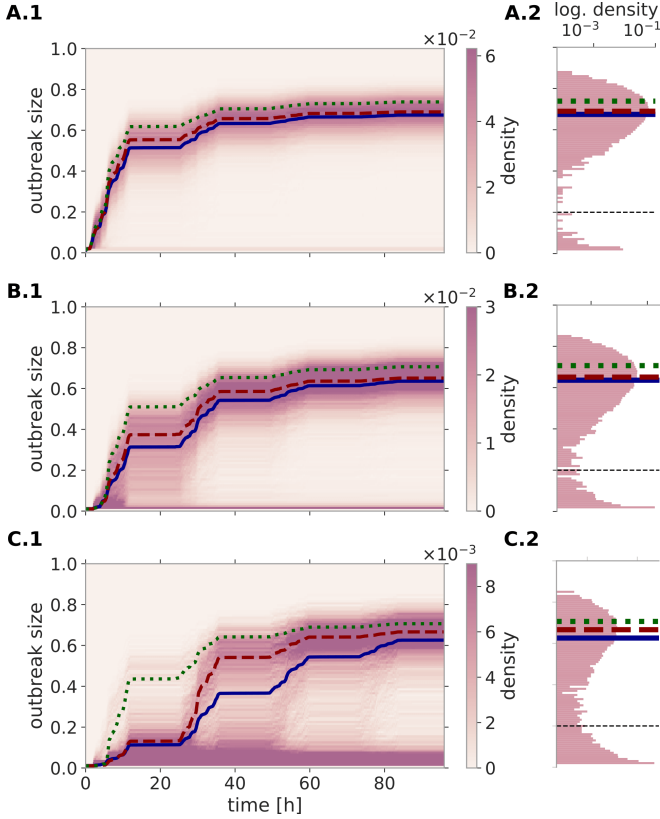 A.1
×10⁻²
A.2
log. density
10⁻³ 10⁻¹
1.0
0.8
0.6
0.4
0.2
0.0
outbreak size
6
4
2
0
density
B.1
×10⁻²
B.2
1.0
0.8
0.6
0.4
0.2
0.0
outbreak size
3
2
1
0
density
C.1
×10⁻³
C.2
1.0
0.8
0.6
0.4
0.2
0.0
outbreak size
8
6
4
2
0
density
0 20 40 60 80
time [h]